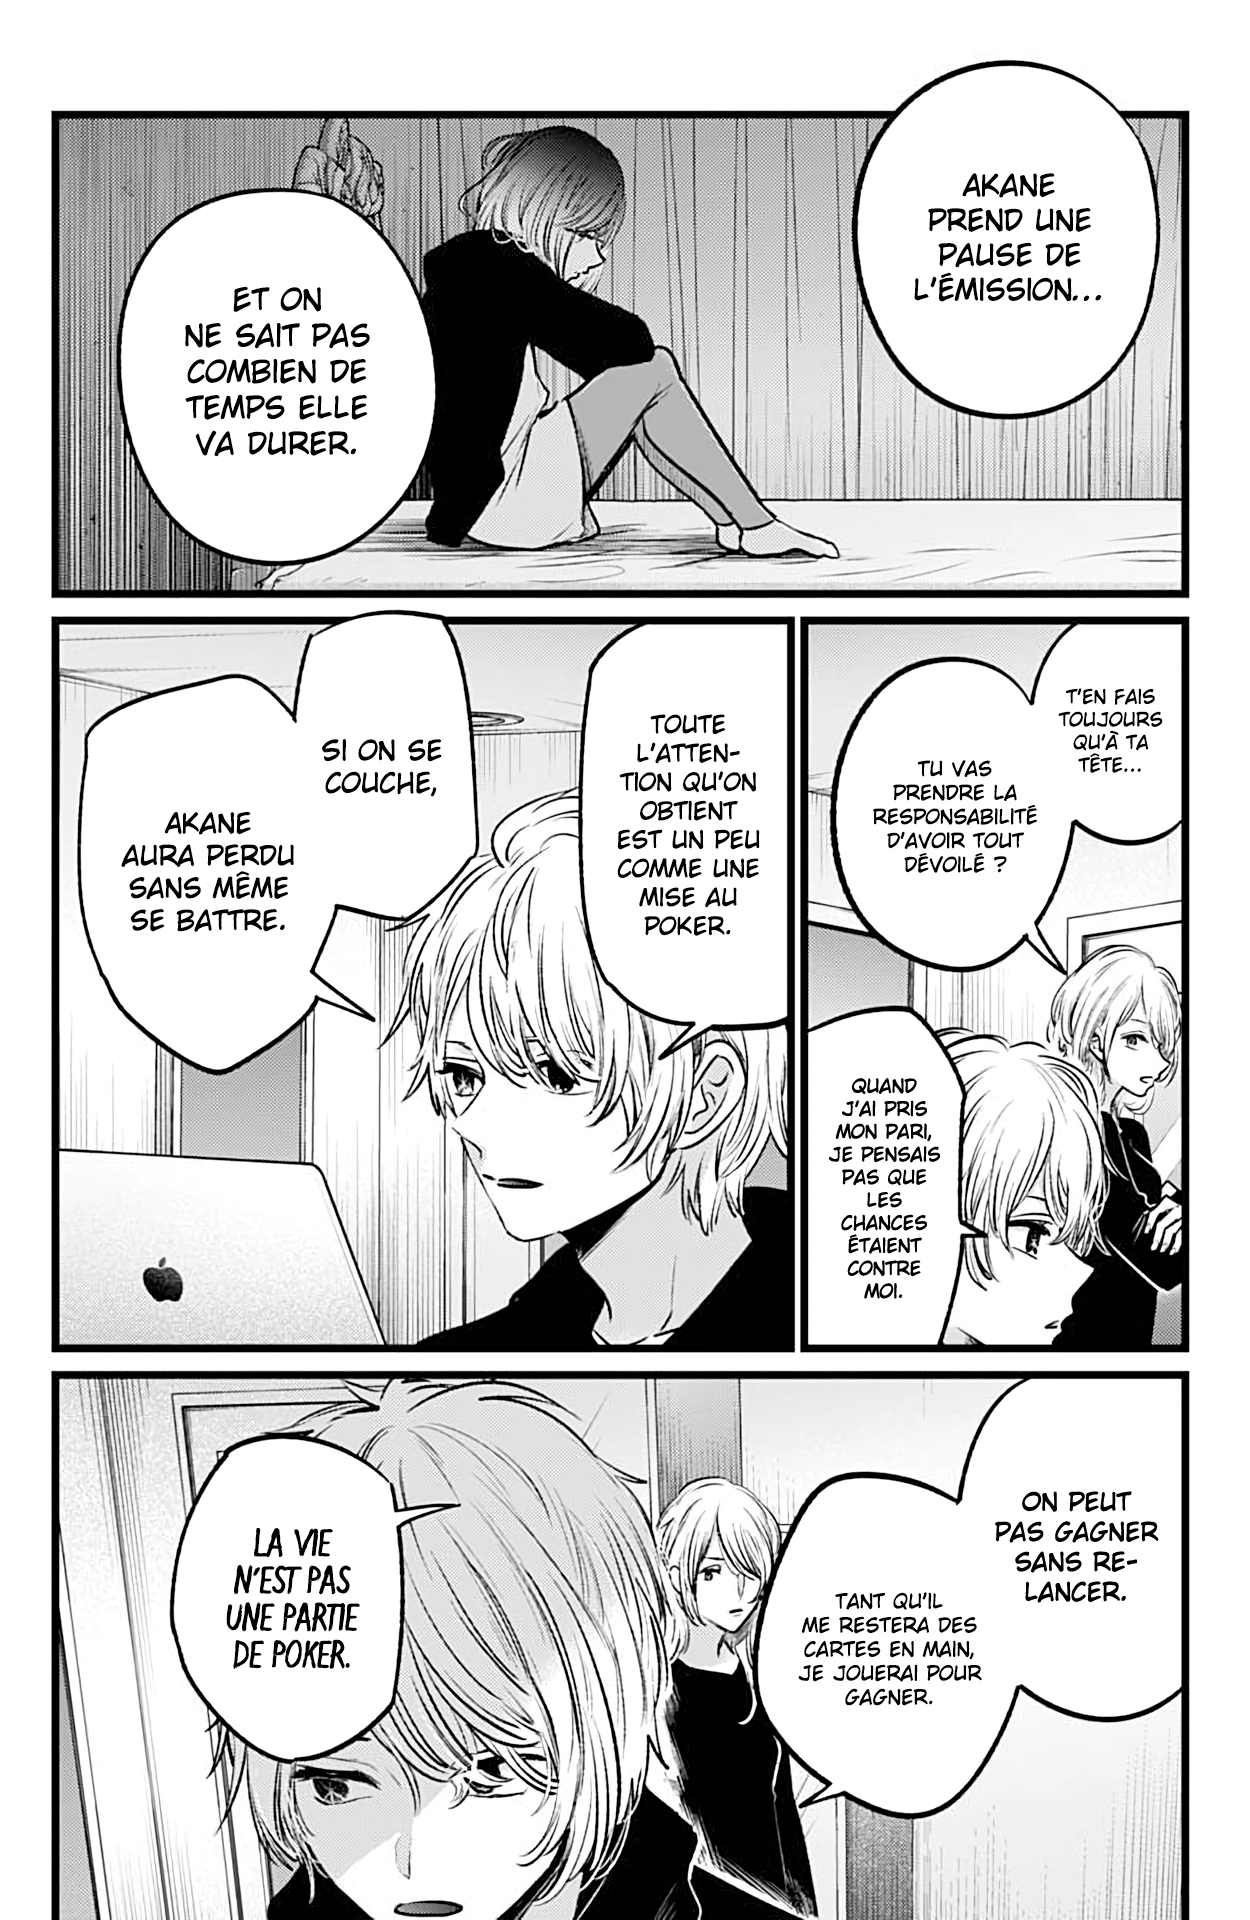 AKANE
PREND UNE
PAUSE DE
L'ÉMISSION...
ET ON
NE SAIT PAS
COMBIEN DE
TEMPS ELLE
VA DURER.
T'EN FAIS
TOUJOURS
QU'À TA
TÊTE...
TU VAS
PRENDRE LA
RESPONSABILITÉ
D'AVOIR TOUT
DÉVOILÉ ?
QUAND
J'AI PRIS
MON PARI,
JE PENSAIS
PAS QUE
LES
CHANCES
ÉTAIENT
CONTRE
MOI.
TOUTE
L'ATTEN-
TION QU'ON
OBTIENT
EST UN PEU
COMME UNE
MISE AU
POKER.
SI ON SE
COUCHE,
AKANE
AURA PERDU
SANS MÊME
SE BATTRE.
ON PEUT
PAS GAGNER
SANS RE-
LANCER.
TANT QU'IL
ME RESTERA DES
CARTES EN MAIN,
JE JOUERAI POUR
GAGNER.
LA VIE
N'EST PAS
UNE PARTIE
DE POKER.